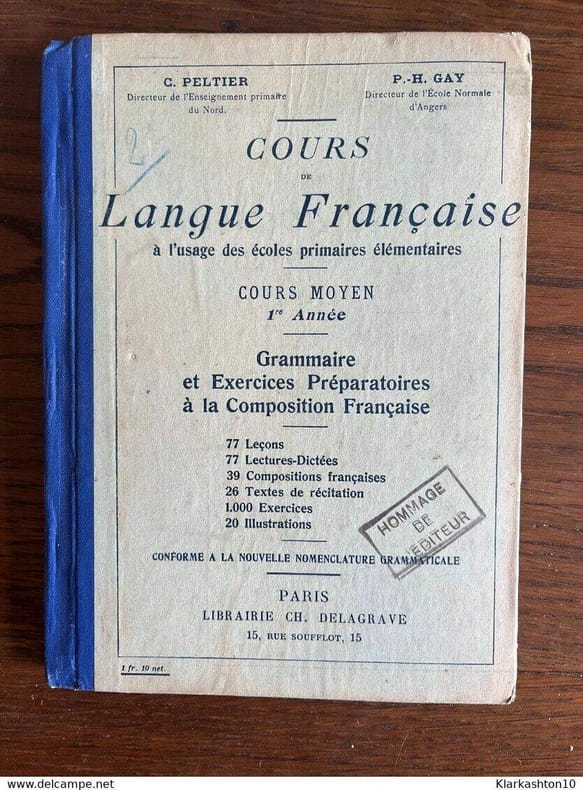 C. PELTIER
Directeur de l'Enseignement primaire
du Nord.
P.-H. GAY
Directeur de l'École Normale
d'Angers
2
COURS
DE
Langue Française
à l'usage des écoles primaires élémentaires
COURS MOYEN
1re Année
Grammaire
et Exercices Préparatoires
à la Composition Française
77 Leçons
77 Lectures-Dictées
39 Compositions françaises
26 Textes de récitation
1.000 Exercices
20 Illustrations
HOMMAGE
DE
L'ÉDITEUR
CONFORME A LA NOUVELLE NOMENCLATURE GRAMMATICALE
PARIS
LIBRAIRIE CH. DELAGRAVE
15, RUE SOUFFLOT, 15
1 fr. 10 net.
www.delcampe.net
Klarkashton10